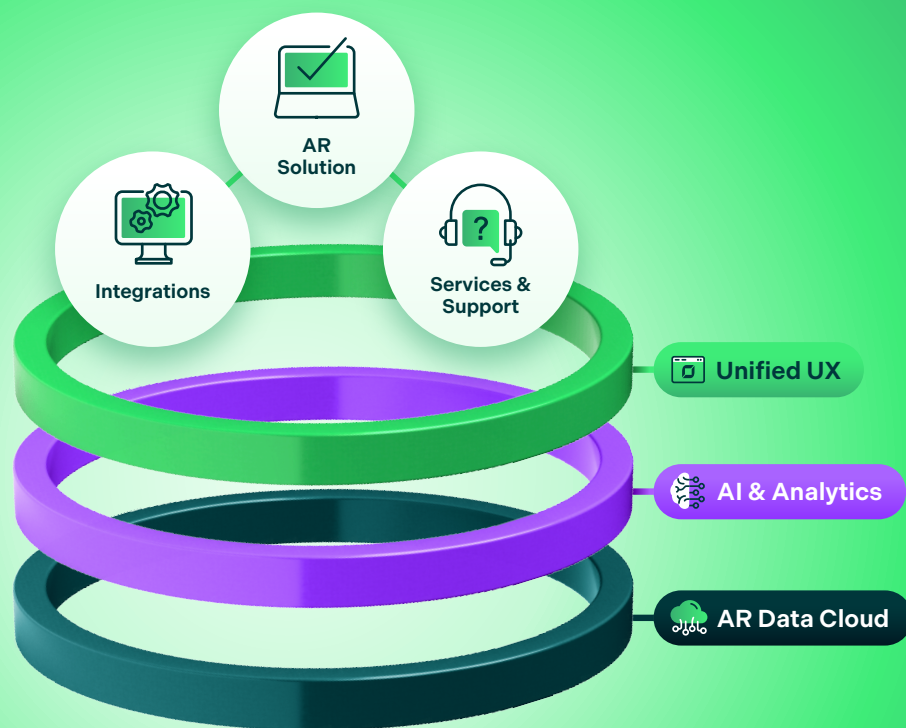 AR
Solution
Integrations
?
Services &
Support
Unified UX
AI & Analytics
AR Data Cloud